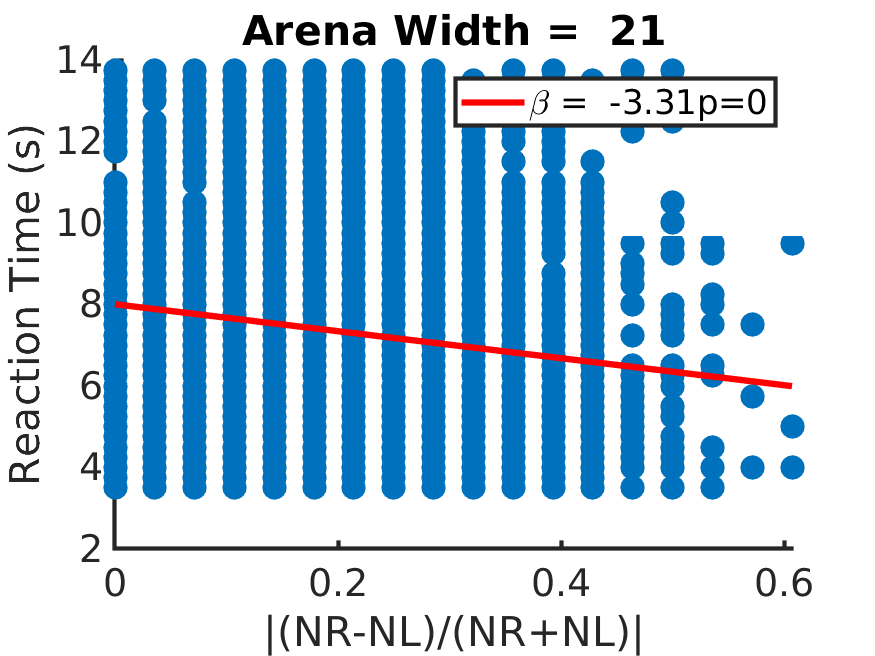 Arena Width =  21
β =  -3.31p=0
Reaction Time (s)
14
12
10
8
6
4
2
0 0.2 0.4 0.6
|(NR-NL)/(NR+NL)|